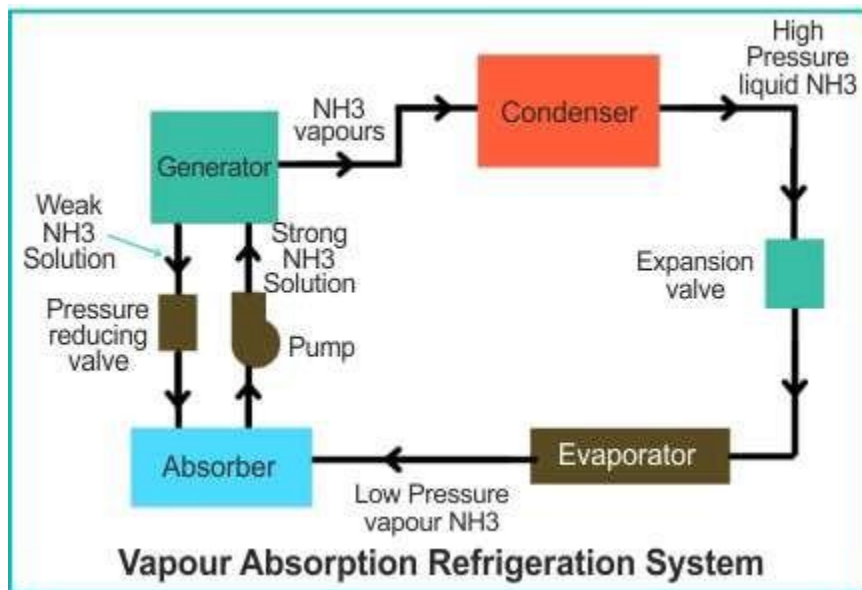 High
Pressure
liquid NH3
NH3
vapours
Condenser
Generator
Weak
NH3
Solution
Strong
NH3
Solution
Expansion
valve
Pressure
reducing
valve
Pump
Absorber
Evaporator
Low Pressure
vapour NH3
Vapour Absorption Refrigeration System